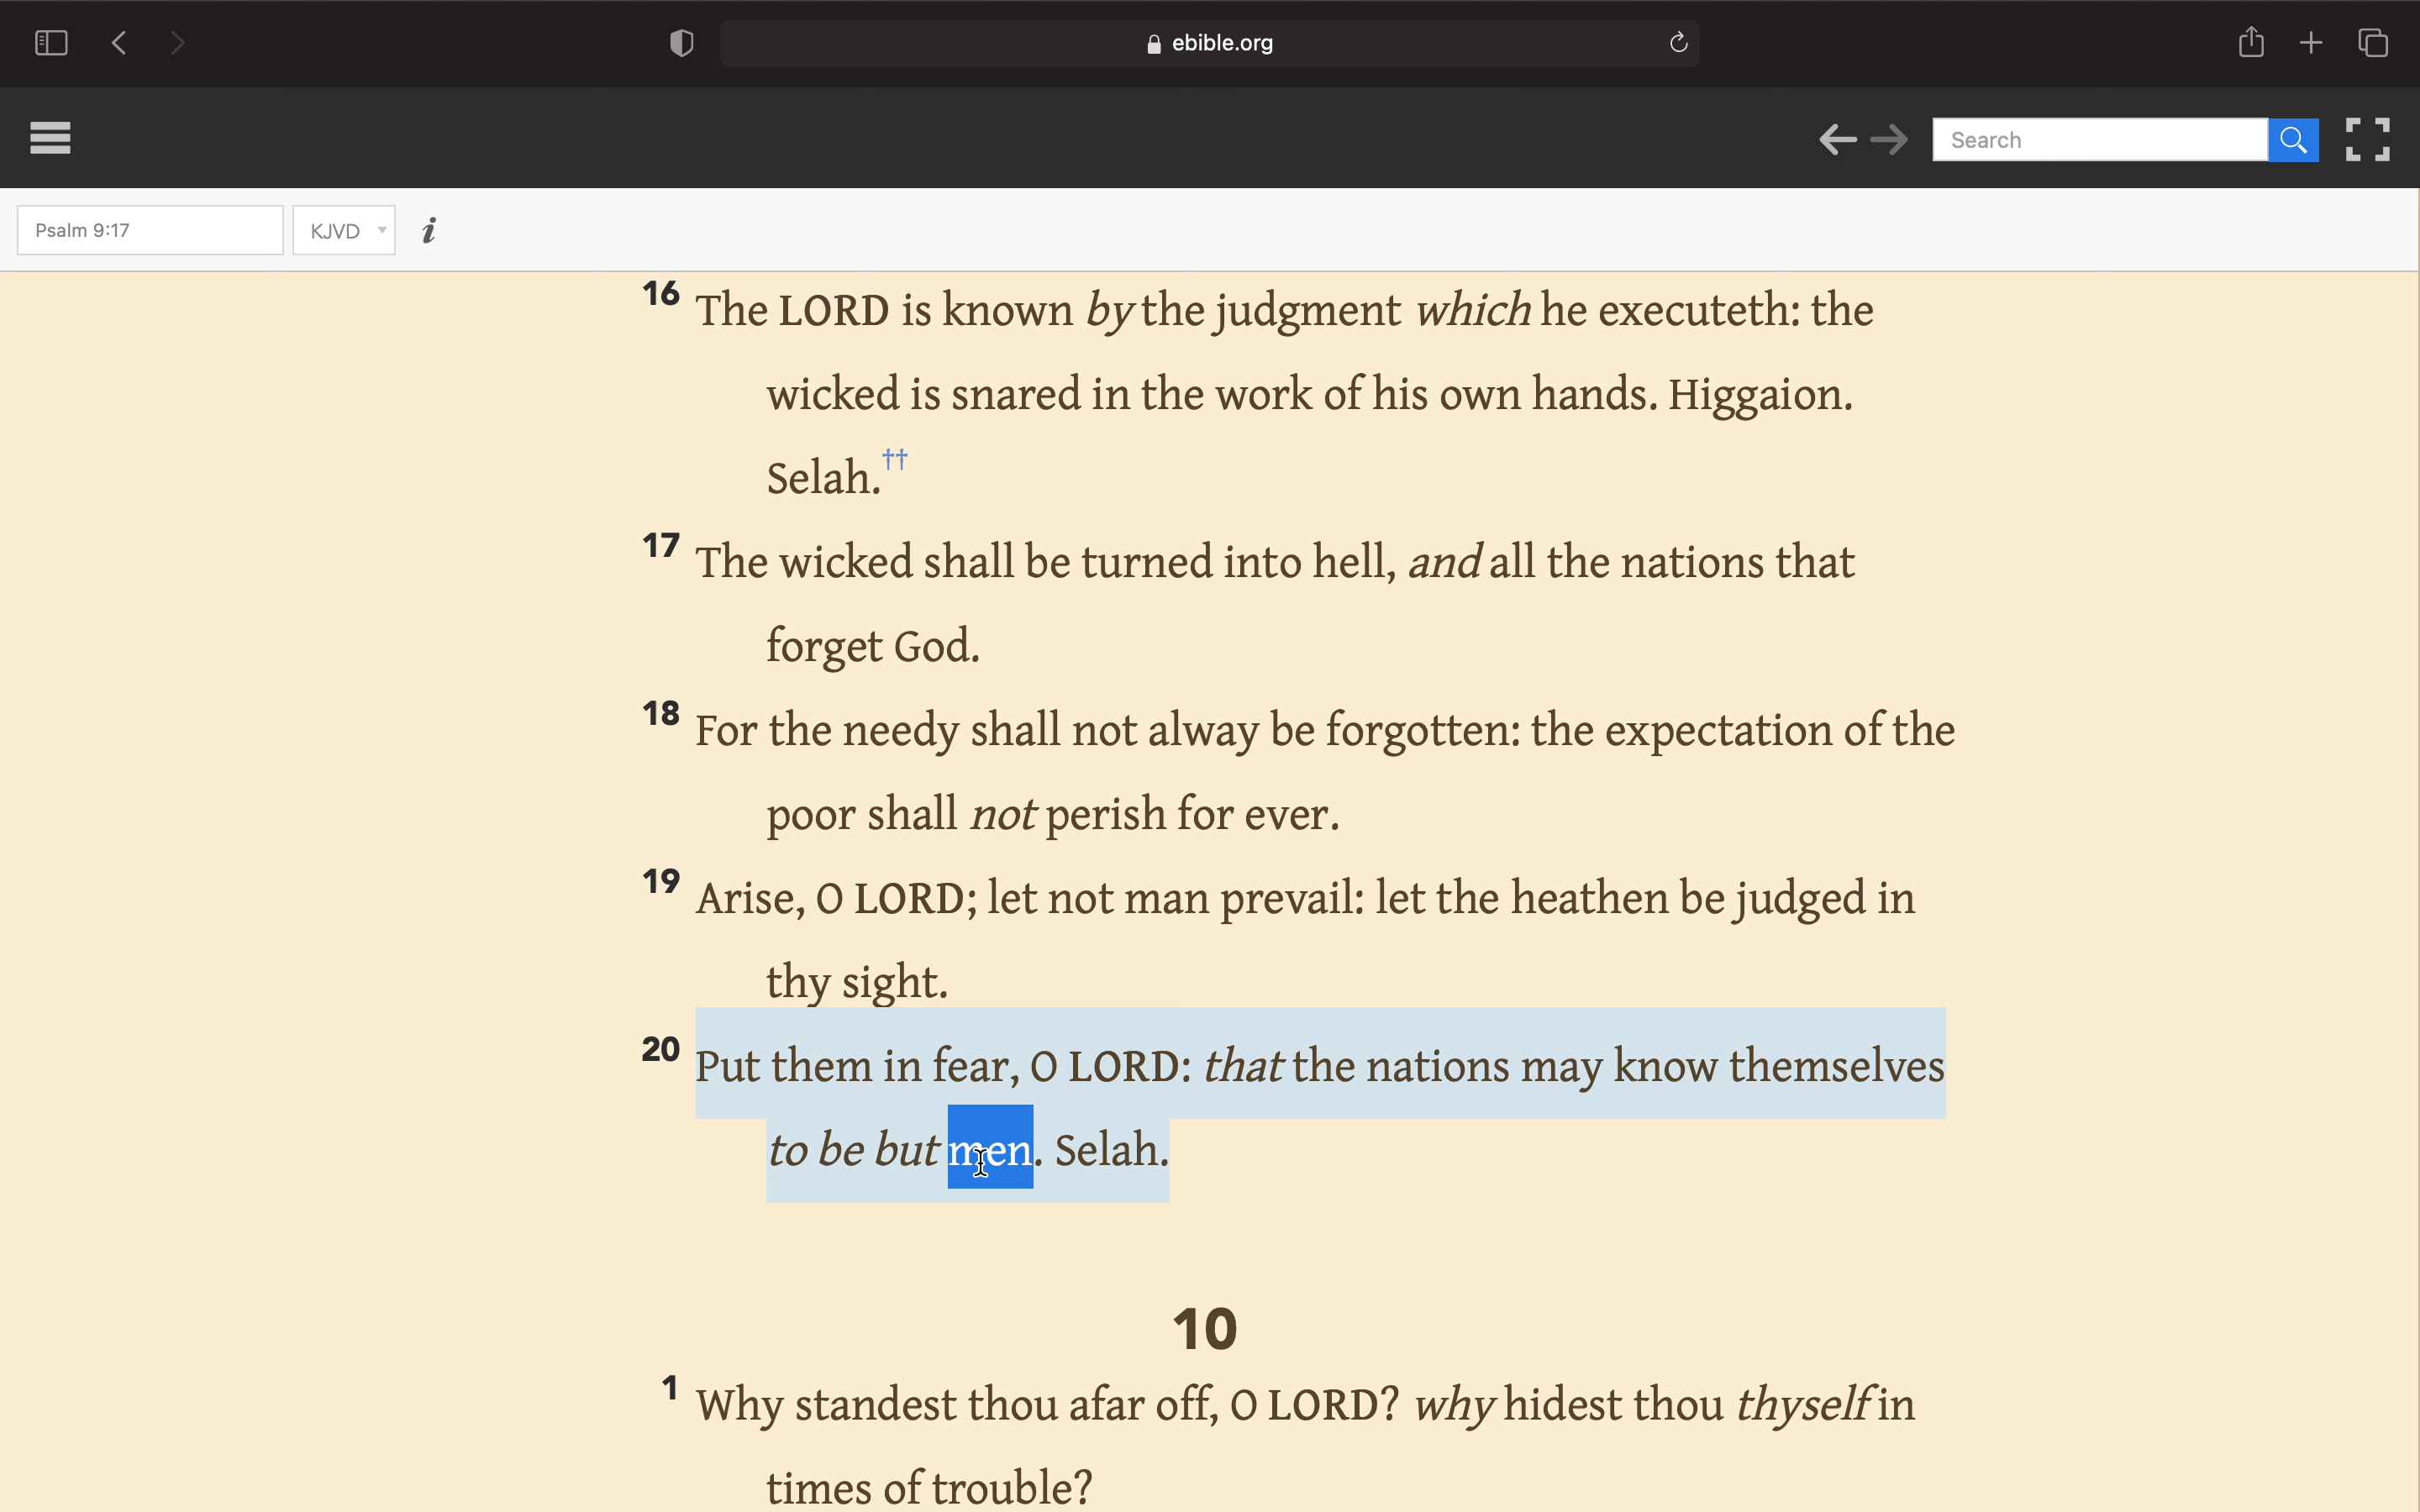 ebible.org
Search
Psalm 9:17 KJVD i
16 The LORD is known by the judgment which he executeth: the
wicked is snared in the work of his own hands. Higgaion.
Selah.††
17 The wicked shall be turned into hell, and all the nations that
forget God.
18 For the needy shall not alway be forgotten: the expectation of the
poor shall not perish for ever.
19 Arise, O LORD; let not man prevail: let the heathen be judged in
thy sight.
20 Put them in fear, O LORD: that the nations may know themselves
to be but men. Selah.
10
1 Why standest thou afar off, O LORD? why hidest thou thyself in
times of trouble?